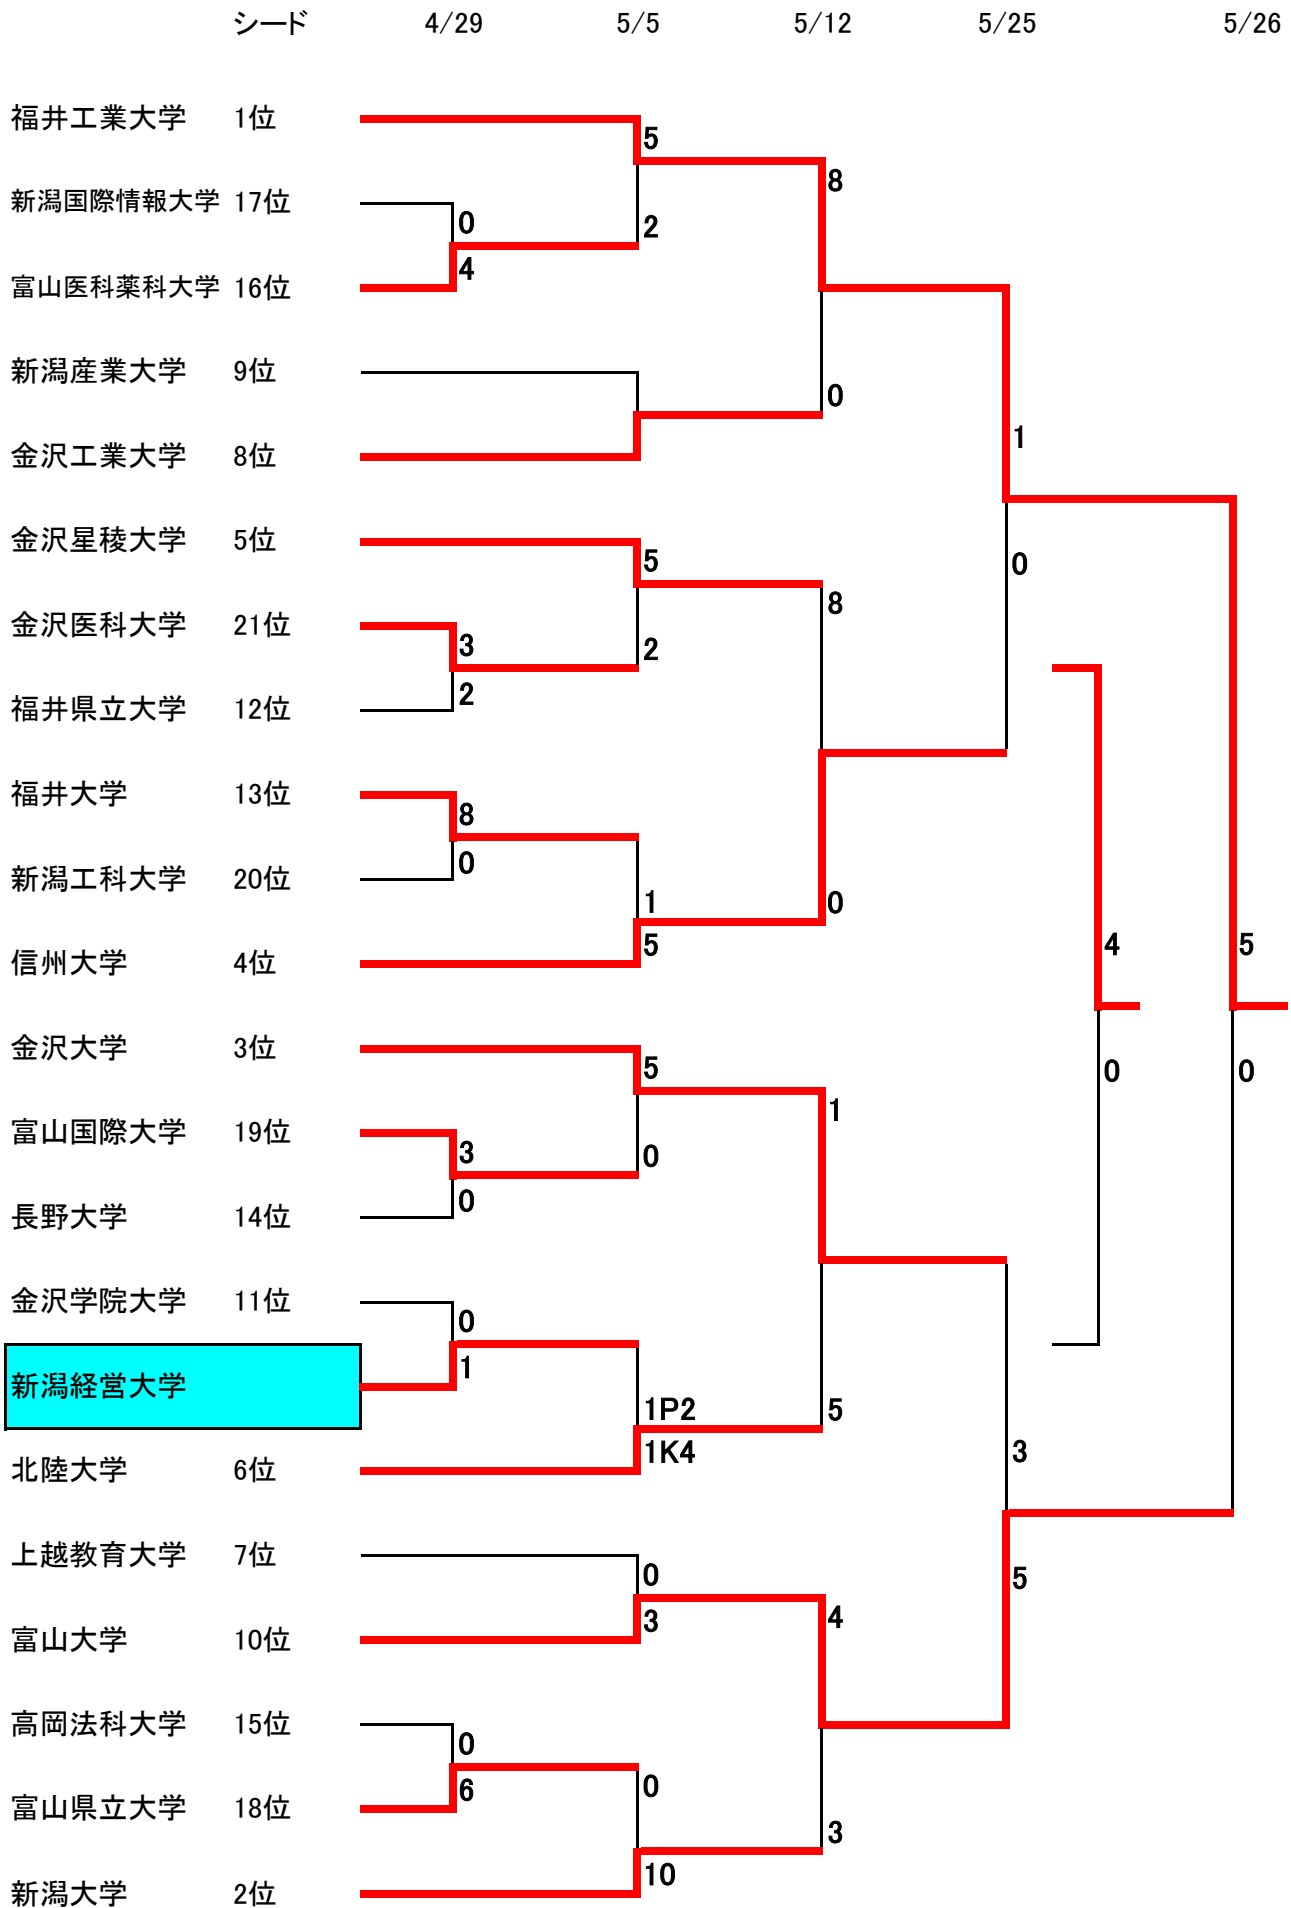 シード 4/29 5/5 5/12 5/25 5/26
福井工業大学 1位
5
8
新潟国際情報大学 17位
0
2
富山医科薬科大学 16位
4
新潟産業大学 9位
0
金沢工業大学 8位
1
金沢星稜大学 5位
5
0
8
金沢医科大学 21位
3
2
福井県立大学 12位
2
福井大学 13位
8
新潟工科大学 20位
0
1
0
信州大学 4位
5
4
5
金沢大学 3位
5
0
0
1
富山国際大学 19位
3
0
長野大学 14位
0
金沢学院大学 11位
0
新潟経営大学
1
1P2
5
北陸大学 6位
1K4
3
上越教育大学 7位
0
5
富山大学 10位
3
4
高岡法科大学 15位
0
富山県立大学 18位
6
0
3
新潟大学 2位
10